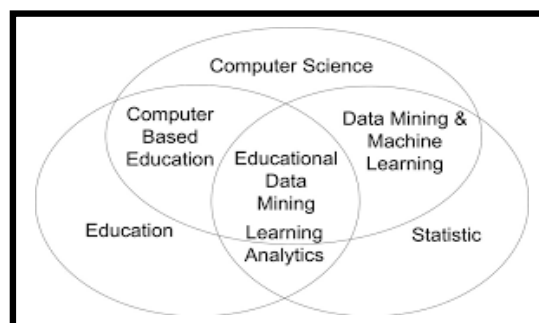 Computer Science
Computer
Based
Education
Data Mining &
Machine
Learning
Educational
Data
Mining
Education
Learning
Analytics
Statistic